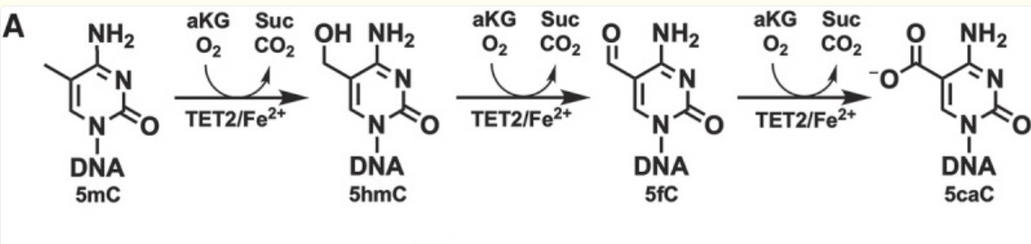 A
aKG Suc aKG Suc aKG Suc
O₂ CO₂ O₂ CO₂ O₂ CO₂
NH₂ OH NH₂ O NH₂ O NH₂
N N N ⁻O N
N O N O N O N O
TET2/Fe²⁺ TET2/Fe²⁺ TET2/Fe²⁺
DNA DNA DNA DNA
5mC 5hmC 5fC 5caC